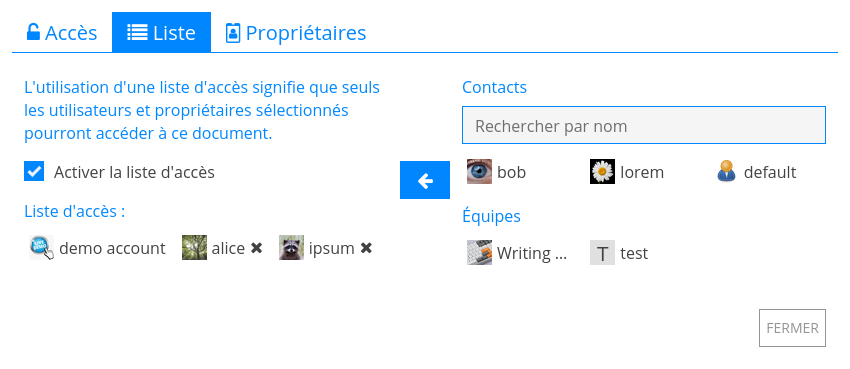 Accès
Liste
Propriétaires
L'utilisation d'une liste d'accès signifie que seuls
les utilisateurs et propriétaires sélectionnés
pourront accéder à ce document.
Activer la liste d'accès
Liste d'accès :
demo account
alice ✖
ipsum ✖
Contacts
Rechercher par nom
bob
lorem
default
Équipes
Writing ...
T
test
FERMER